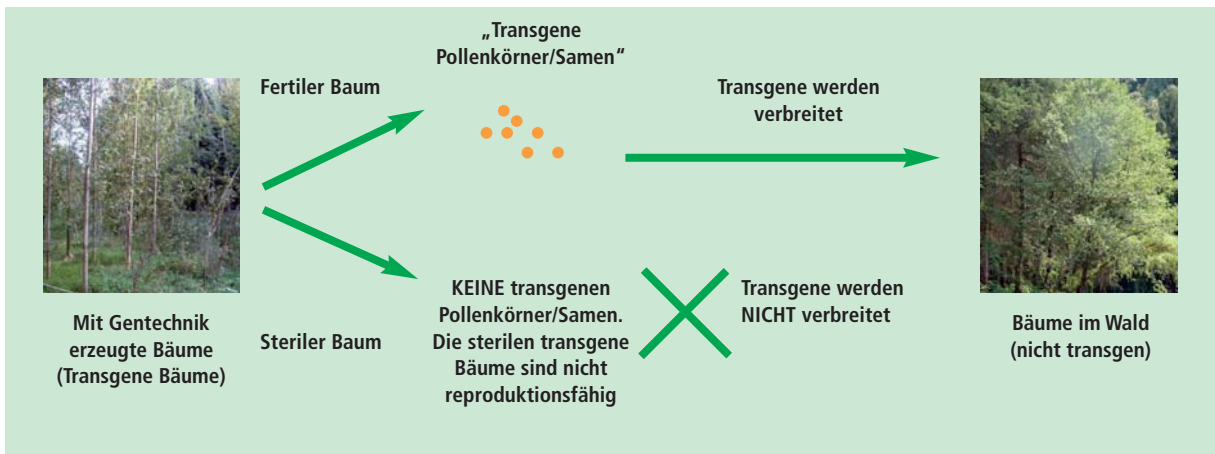 „Transgene
Pollenkörner/Samen“
Fertiler Baum
Transgene werden
verbreitet
Mit Gentechnik
erzeugte Bäume
(Transgene Bäume)
Steriler Baum
KEINE transgenen
Pollenkörner/Samen.
Die sterilen transgene
Bäume sind nicht
reproduktionsfähig
Transgene werden
NICHT verbreitet
Bäume im Wald
(nicht transgen)